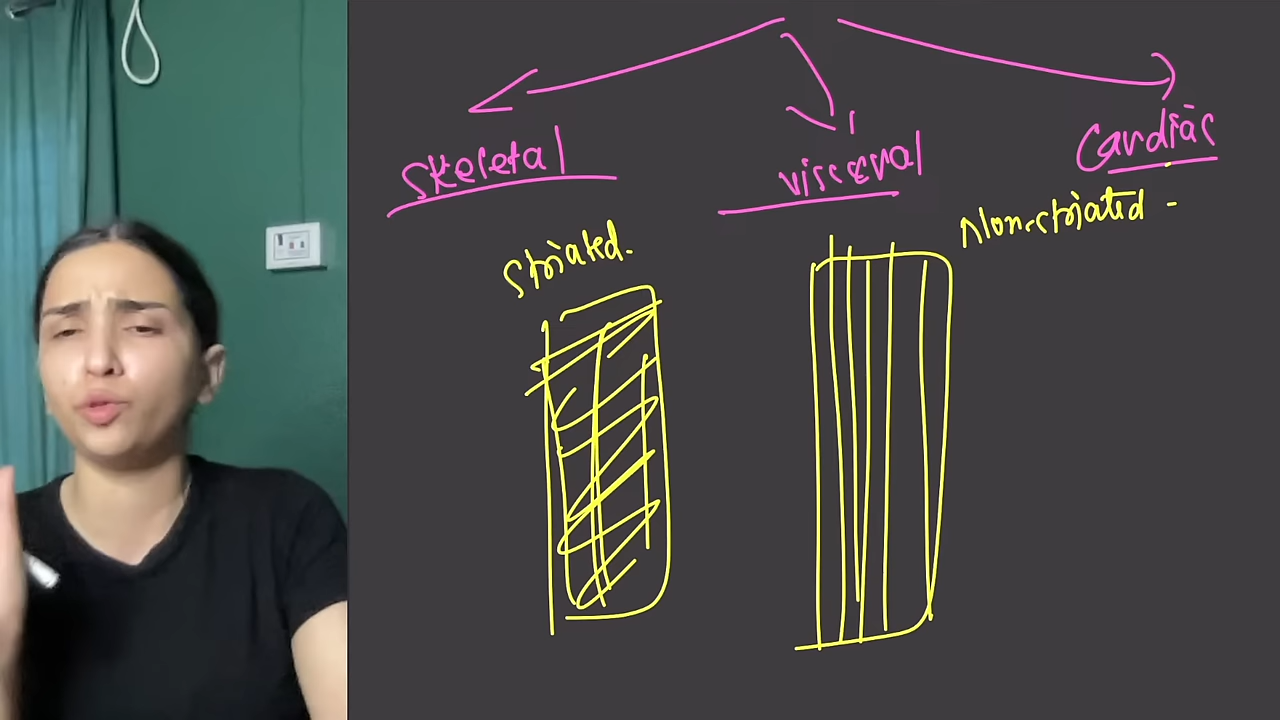 Skeletal
visceral
Cardiac
Striated.
Non-striated -